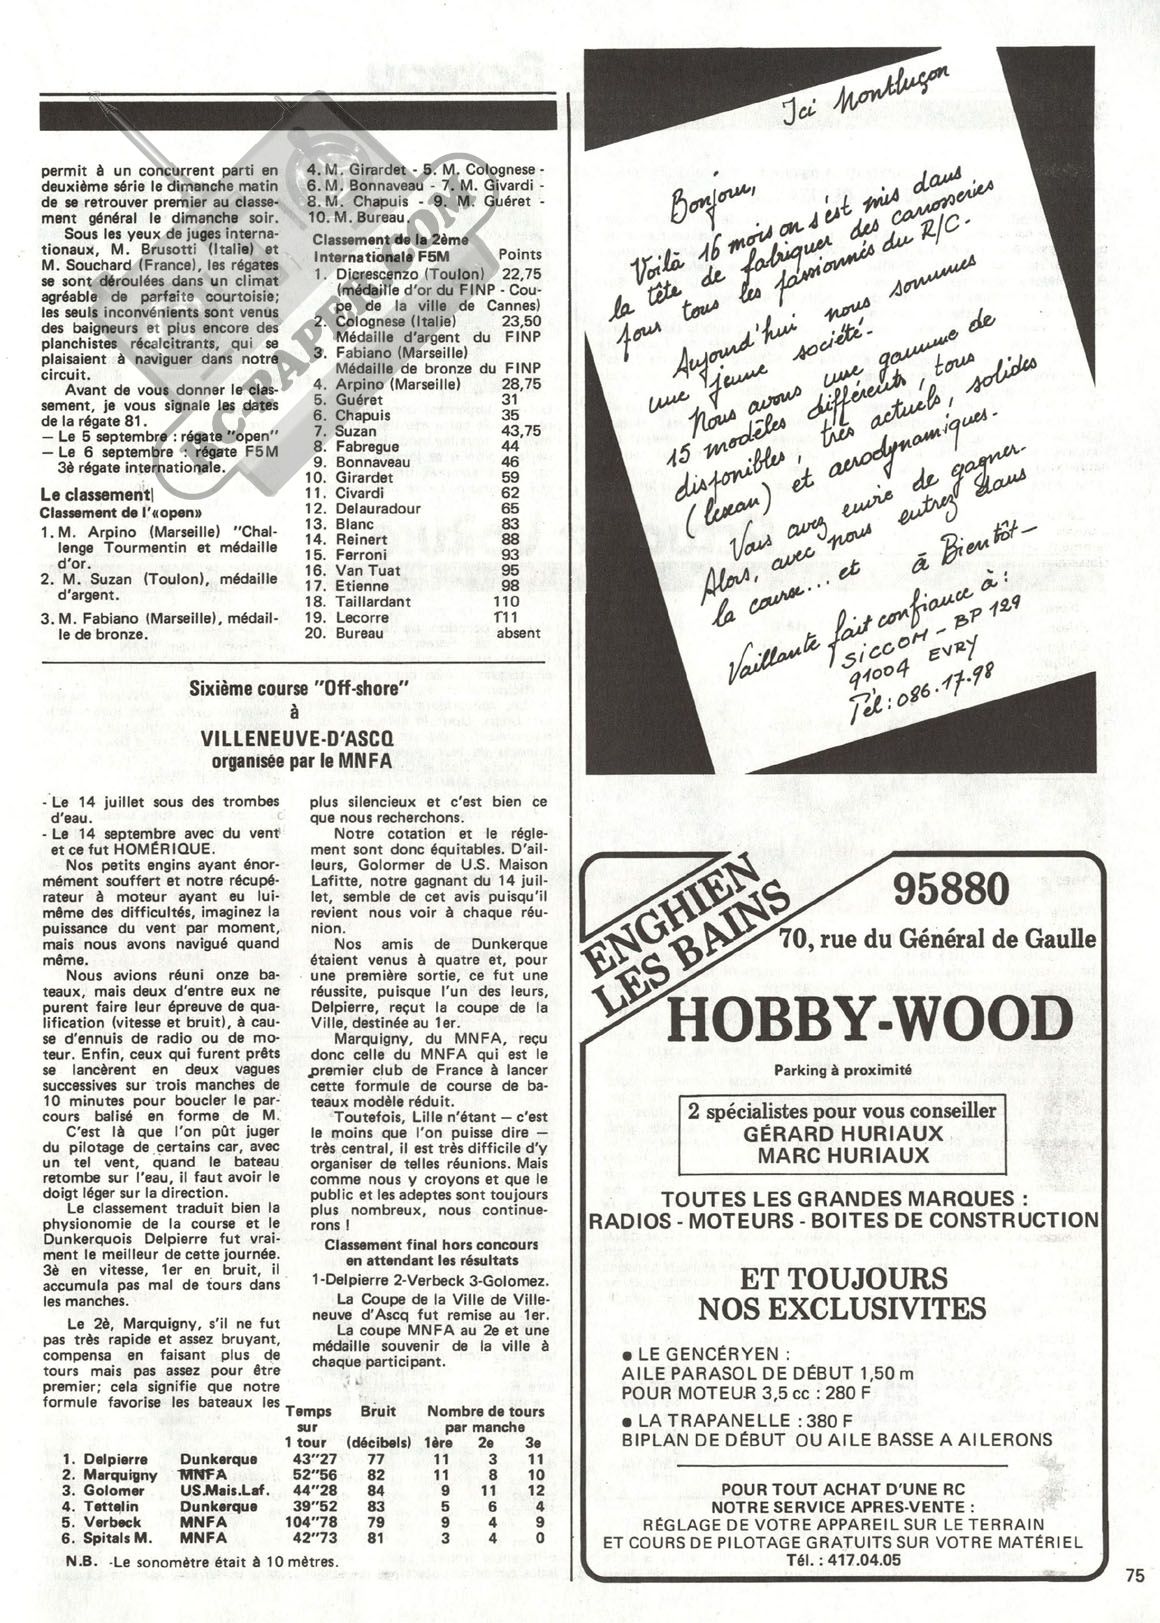 permit à un concurrent parti en
deuxième série le dimanche matin
de se retrouver premier au classe-
ment général le dimanche soir.
Sous les yeux de juges interna-
tionaux, M. Brusotti (Italie) et
M. Souchard (France), les régates
se sont déroulées dans un climat
agréable de parfaite courtoisie;
les seuls inconvénients sont venus
des baigneurs et plus encore des
planchistes récalcitrants, qui se
plaisaient à naviguer dans notre
circuit.
Avant de vous donner le clas-
sement, je vous signale les dates
de la régate 81.
— Le 5 septembre : régate "open"
— Le 6 septembre : régate F5M
3è régate internationale.
Le classement
Classement de l'«open»
1. M. Arpino (Marseille) "Chal-
lenge Tourmentin et médaille
d'or.
2. M. Suzan (Toulon), médaille
d'argent.
3. M. Fabiano (Marseille), médail-
le de bronze.
4. M. Girardet - 5. M. Colognese -
6. M. Bonnaveau - 7. M. Givardi -
8. M. Chapuis - 9. M. Guéret -
10. M. Bureau.
Classement de la 2ème
Internationale F5M Points
1. Dicrescenzo (Toulon) 22,75
(médaille d'or du FINP - Cou-
pe de la ville de Cannes)
2. Colognese (Italie) 23,50
Médaille d'argent du FINP
3. Fabiano (Marseille)
Médaille de bronze du FINP
4. Arpino (Marseille) 28,75
5. Guéret 31
6. Chapuis 35
7. Suzan 43,75
8. Fabregue 44
9. Bonnaveau 46
10. Girardet 59
11. Civardi 62
12. Delauradour 65
13. Blanc 83
14. Reinert 88
15. Ferroni 93
16. Van Tuat 95
17. Etienne 98
18. Taillardant 110
19. Lecorre 111
20. Bureau absent
RC-PAPER.COM
Sixième course "Off-shore"
à
VILLENEUVE-D'ASCQ
organisée par le MNFA
- Le 14 juillet sous des trombes
d'eau.
- Le 14 septembre avec du vent
et ce fut HOMÉRIQUE.
Nos petits engins ayant énor-
mément souffert et notre récupé-
rateur à moteur ayant eu lui-
même des difficultés, imaginez la
puissance du vent par moment,
mais nous avons navigué quand
même.
Nous avions réuni onze ba-
teaux, mais deux d'entre eux ne
purent faire leur épreuve de qua-
lification (vitesse et bruit), à cau-
se d'ennuis de radio ou de mo-
teur. Enfin, ceux qui furent prêts
se lancèrent en deux vagues
successives sur trois manches de
10 minutes pour boucler le par-
cours balisé en forme de M.
C'est là que l'on pût juger
du pilotage de certains car, avec
un tel vent, quand le bateau
retombe sur l'eau, il faut avoir le
doigt léger sur la direction.
Le classement traduit bien la
physionomie de la course et le
Dunkerquois Delpierre fut vrai-
ment le meilleur de cette journée.
3è en vitesse, 1er en bruit, il
accumula pas mal de tours dans
les manches.
Le 2è, Marquigny, s'il ne fut
pas très rapide et assez bruyant,
compensa en faisant plus de
tours mais pas assez pour être
premier; cela signifie que notre
formule favorise les bateaux les
plus silencieux et c'est bien ce
que nous recherchons.
Notre cotation et le régle-
ment sont donc équitables. D'ail-
leurs, Golormer de U.S. Maison
Lafitte, notre gagnant du 14 juil-
let, semble de cet avis puisqu'il
revient nous voir à chaque réu-
nion.
Nos amis de Dunkerque
étaient venus à quatre et, pour
une première sortie, ce fut une
réussite, puisque l'un des leurs,
Delpierre, reçut la coupe de la
Ville, destinée au 1er.
Marquigny, du MNFA, reçu
donc celle du MNFA qui est le
premier club de France à lancer
cette formule de course de ba-
teaux modèle réduit.
Toutefois, Lille n'étant — c'est
le moins que l'on puisse dire —
très central, il est très difficile d'y
organiser de telles réunions. Mais
comme nous y croyons et que le
public et les adeptes sont toujours
plus nombreux, nous continue-
rons !
Classement final hors concours
en attendant les résultats
1-Delpierre 2-Verbeck 3-Golomez.
La Coupe de la Ville de Ville-
neuve d'Ascq fut remise au 1er.
La coupe MNFA au 2e et une
médaille souvenir de la ville à
chaque participant.
Temps Bruit Nombre de tours
sur par manche
1 tour (décibels) 1ère 2e 3e
1. Delpierre Dunkerque 43"27 77 11 3 11
2. Marquigny MNFA 52"56 82 11 8 10
3. Golomer US.Mais.Laf. 44"28 84 9 11 12
4. Tettelin Dunkerque 39"52 83 5 6 4
5. Verbeck MNFA 104"78 79 9 4 9
6. Spitals M. MNFA 42"73 81 3 4 0
N.B. -Le sonomètre était à 10 mètres.
Ici Montluçon
Bonjour,
Voilà 16 mois on s'est mis dans
la tête de fabriquer des carrosseries
pour tous les passionnés du R/C-
Aujourd'hui nous sommes
une jeune société-
Nous avons une gamme de
15 modèles différents, tous
disponibles, très actuels, solides
(lexan) et aerodynamiques.
Vous avez envie de gagner-
Alors, avec nous entrez dans
la course... et à Bientôt-
Vaillante fait confiance à :
SICCOM - BP 129
91004 EVRY
Tél : 086.17.98
ENGHIEN
LES BAINS
95880
70, rue du Général de Gaulle
HOBBY-WOOD
Parking à proximité
2 spécialistes pour vous conseiller
GÉRARD HURIAUX
MARC HURIAUX
TOUTES LES GRANDES MARQUES :
RADIOS - MOTEURS - BOITES DE CONSTRUCTION
ET TOUJOURS
NOS EXCLUSIVITES
● LE GENCÉRYEN :
AILE PARASOL DE DÉBUT 1,50 m
POUR MOTEUR 3,5 cc : 280 F
● LA TRAPANELLE : 380 F
BIPLAN DE DÉBUT OU AILE BASSE A AILERONS
POUR TOUT ACHAT D'UNE RC
NOTRE SERVICE APRES-VENTE :
RÉGLAGE DE VOTRE APPAREIL SUR LE TERRAIN
ET COURS DE PILOTAGE GRATUITS SUR VOTRE MATÉRIEL
Tél. : 417.04.05
75